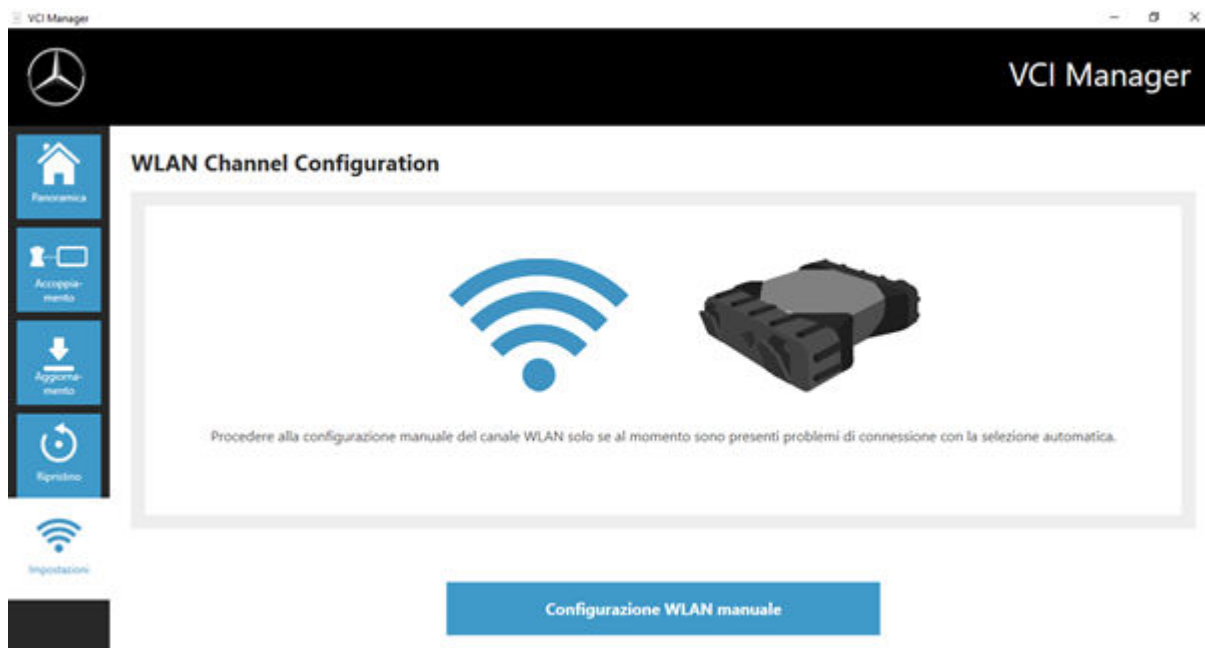 VCI Manager
VCI Manager
Panoramica
Accoppia-
mento
Aggiorna-
mento
Ripristino
Impostazioni
WLAN Channel Configuration
Procedere alla configurazione manuale del canale WLAN solo se al momento sono presenti problemi di connessione con la selezione automatica.
Configurazione WLAN manuale